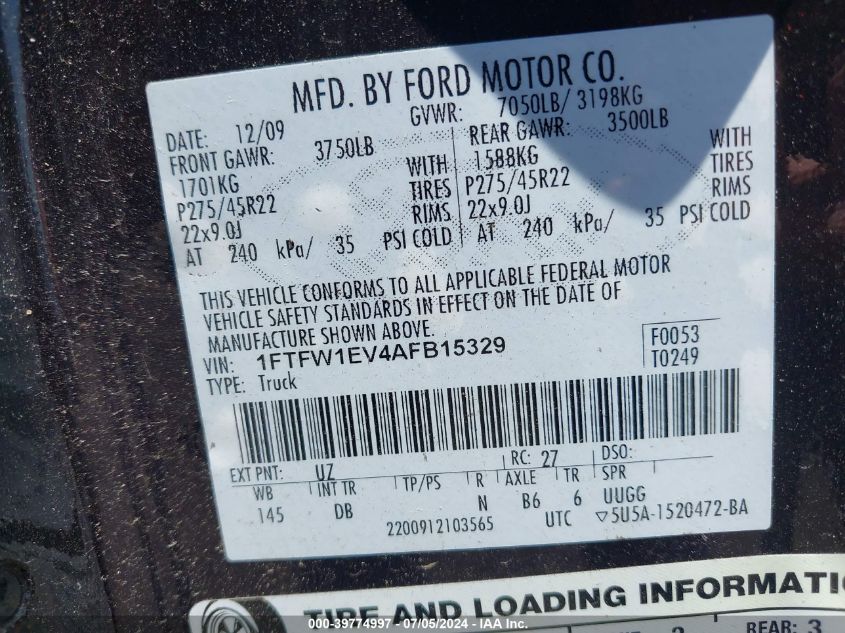 MFD. BY FORD MOTOR CO.
DATE: 12/09 GVWR: 7050LB/ 3198KG
FRONT GAWR: 3750LB REAR GAWR: 3500LB
1701KG WITH 1588KG WITH
P275/45R22 TIRES P275/45R22 TIRES
22x9.0J RIMS 22x9.0J RIMS
AT 240 kPa/ 35 PSI COLD AT 240 kPa/ 35 PSI COLD
THIS VEHICLE CONFORMS TO ALL APPLICABLE FEDERAL MOTOR
VEHICLE SAFETY STANDARDS IN EFFECT ON THE DATE OF
MANUFACTURE SHOWN ABOVE.
VIN: 1FTFW1EV4AFB15329 F0053
TYPE: Truck T0249
EXT PNT: UZ RC: 27 DSO:
WB INT TR TP/PS R AXLE TR SPR
145 DB N B6 6 UUGG
2200912103565 UTC ▽5U5A-1520472-BA
TIRE AND LOADING INFORMATIO
REAR: 3
© COPYRIGHT - 39774997 - 07/05/2024 - IAA Inc.